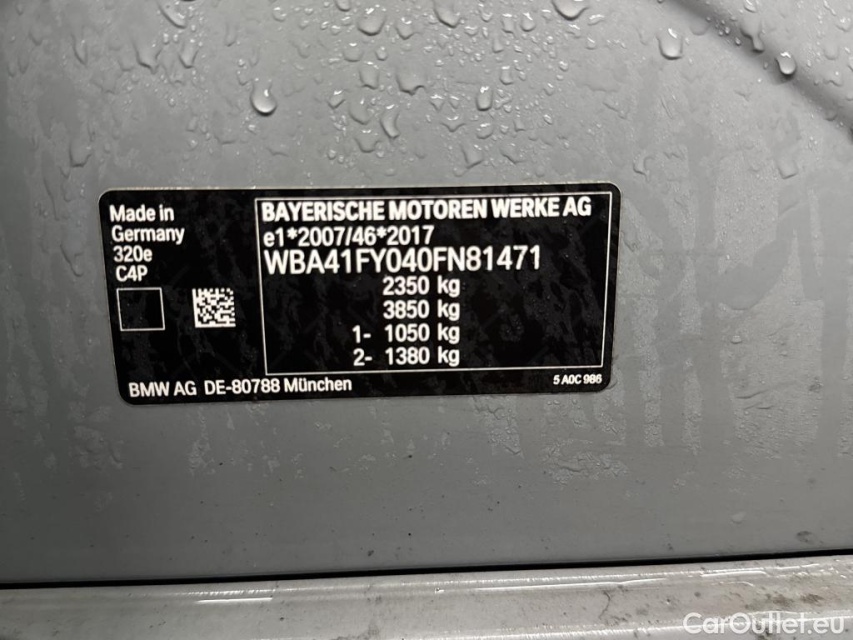 Made in
Germany
320e
C4P
BAYERISCHE MOTOREN WERKE AG
e1*2007/46*2017
WBA41FY040FN81471
2350 kg
3850 kg
1- 1050 kg
2- 1380 kg
BMW AG DE-80788 München
5 A0C 986
CarOutlet.eu